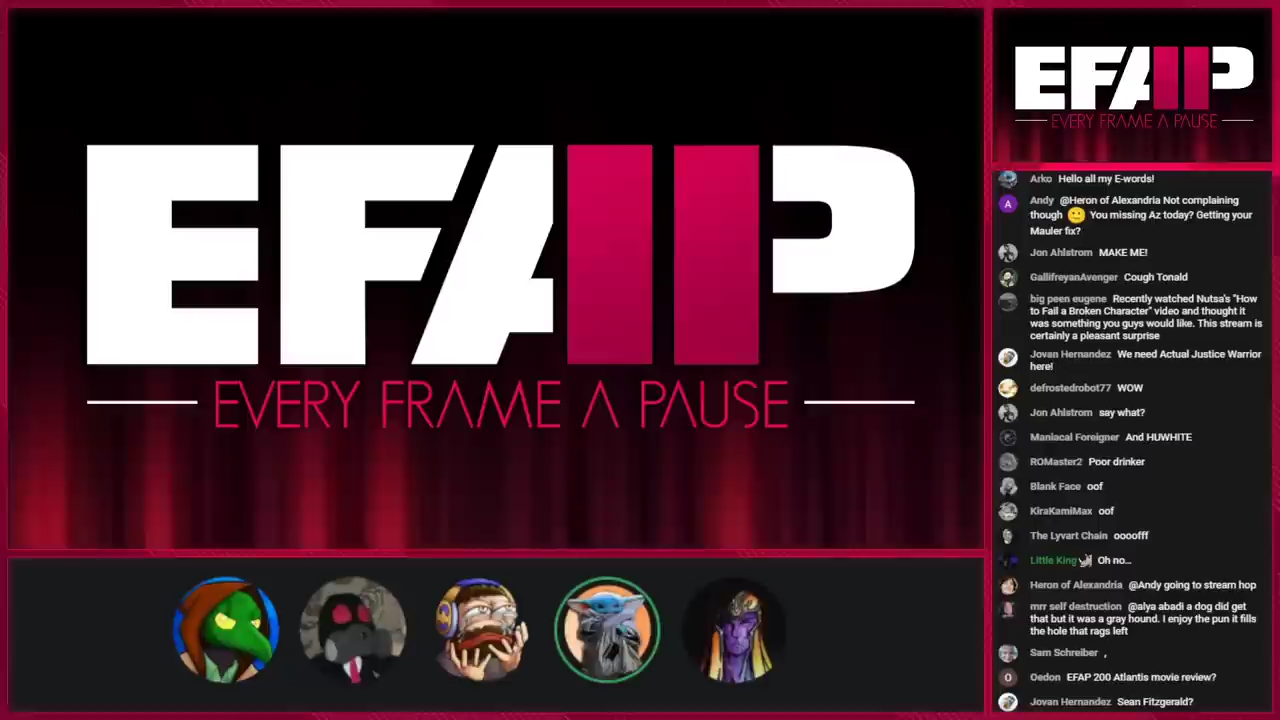 EFAP
EVERY FRAME A PAUSE
EFAP
EVERY FRAME A PAUSE
Arko Hello all my E-words!
A Andy @Heron of Alexandria Not complaining
though 🙂 You missing Az today? Getting your
Mauler fix?
Jon Ahlstrom MAKE ME!
GallifreyanAvenger Cough Tonald
big peen eugene Recently watched Nutsa's "How
to Fail a Broken Character" video and thought it
was something you guys would like. This stream is
certainly a pleasant surprise
Jovan Hernandez We need Actual Justice Warrior
here!
defrostedrobot77 WOW
Jon Ahlstrom say what?
Maniacal Foreigner And HUWHITE
ROMaster2 Poor drinker
Blank Face oof
KiraKamiMax oof
The Lyvart Chain oooofff
Little King Oh no...
Heron of Alexandria @Andy going to stream hop
mrr self destruction @alya abadi a dog did get
that but it was a gray hound. I enjoy the pun it fills
the hole that rags left
Sam Schreiber ,
O Oedon EFAP 200 Atlantis movie review?
Jovan Hernandez Sean Fitzgerald?